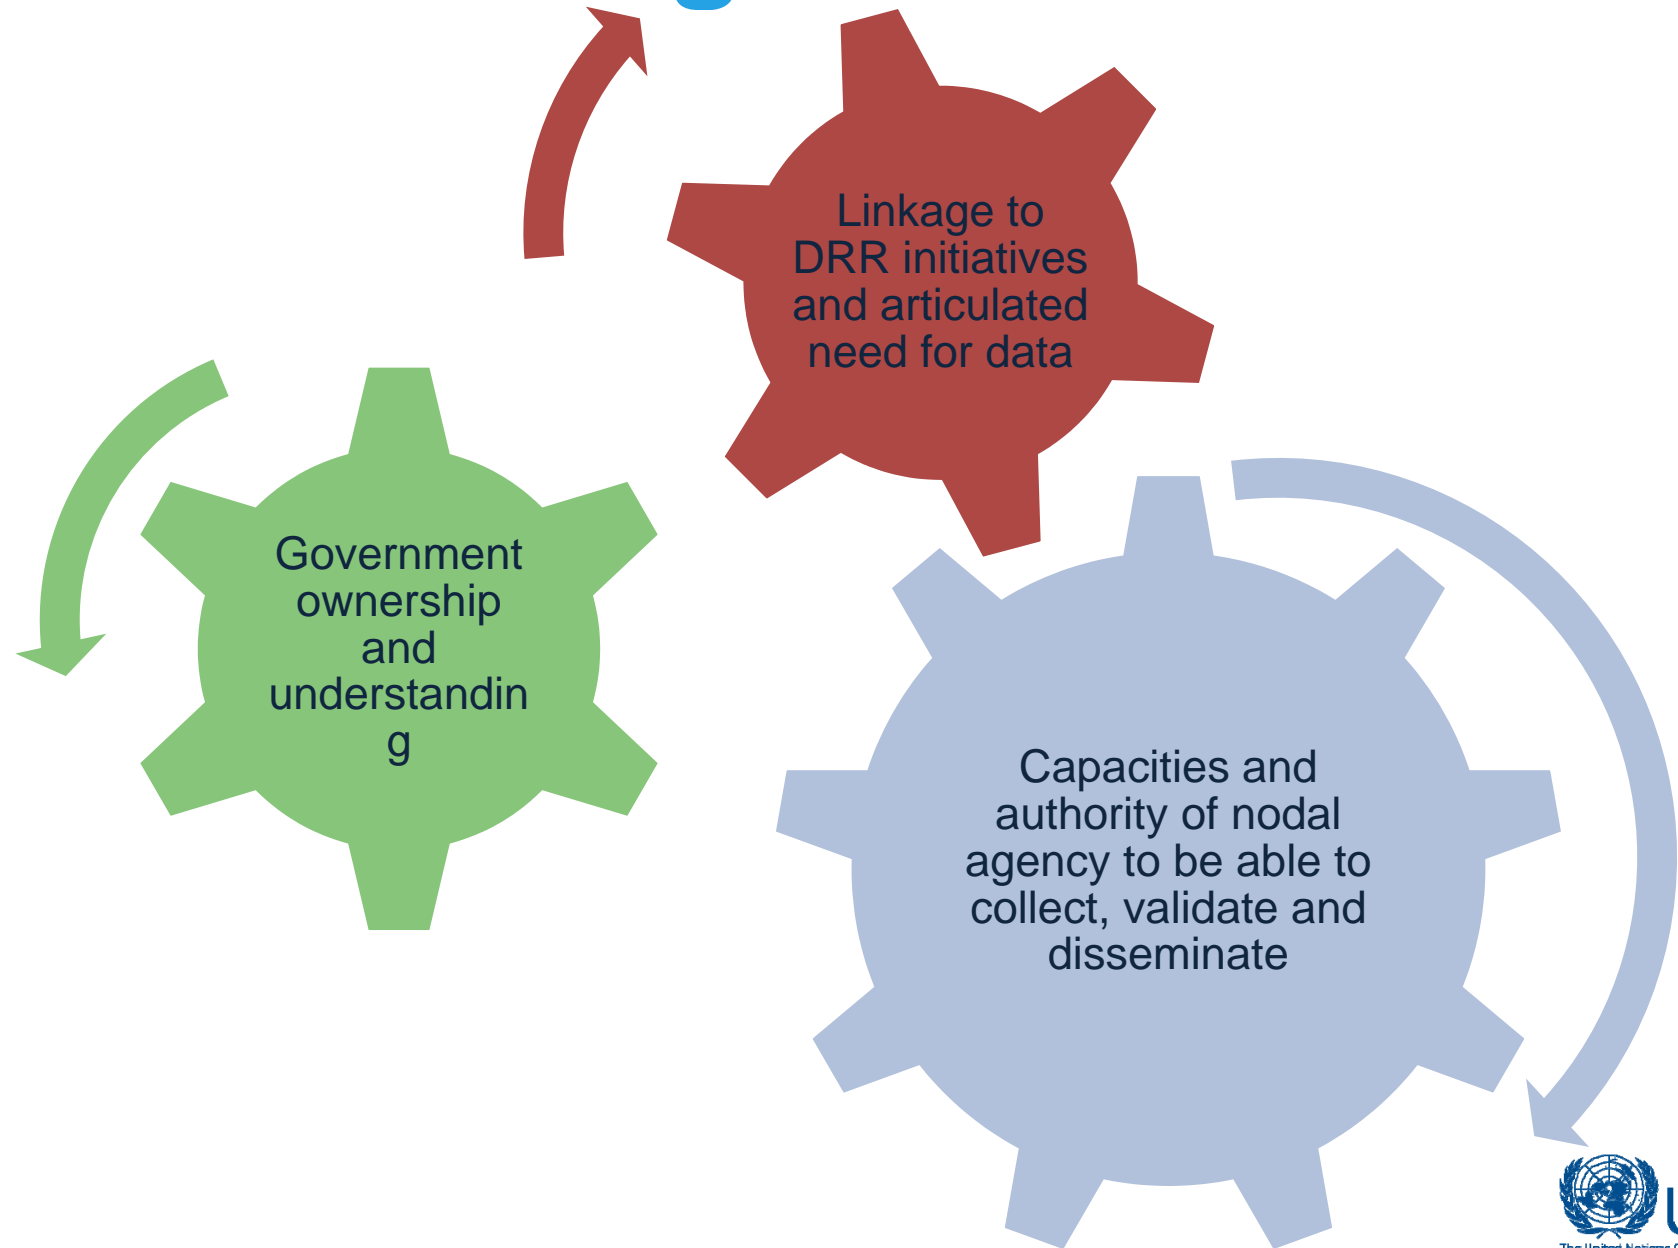 Linkage to
DRR initiatives
and articulated
need for data
Government
ownership
and
understandin
g
Capacities and
authority of nodal
agency to be able to
collect, validate and
disseminate